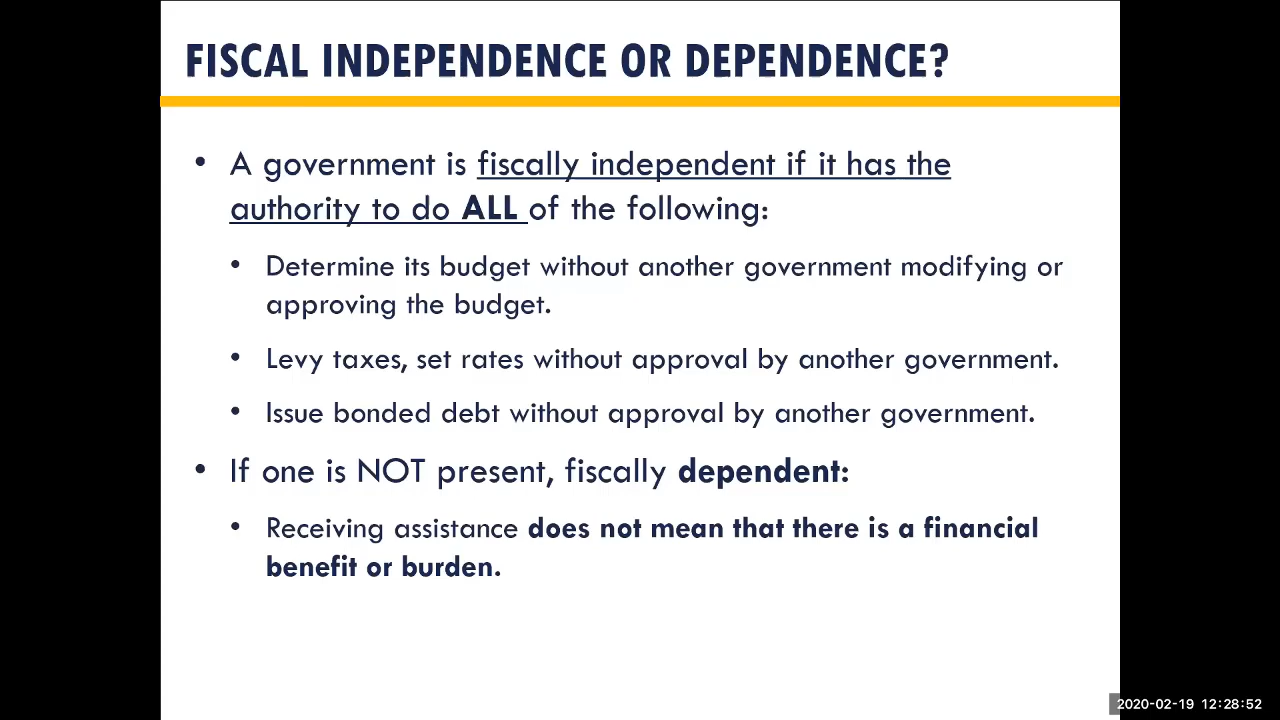 FISCAL INDEPENDENCE OR DEPENDENCE?
• A government is fiscally independent if it has the
authority to do ALL of the following:
• Determine its budget without another government modifying or
approving the budget.
• Levy taxes, set rates without approval by another government.
• Issue bonded debt without approval by another government.
• If one is NOT present, fiscally dependent:
• Receiving assistance does not mean that there is a financial
benefit or burden.
2020-02-19 12:28:52